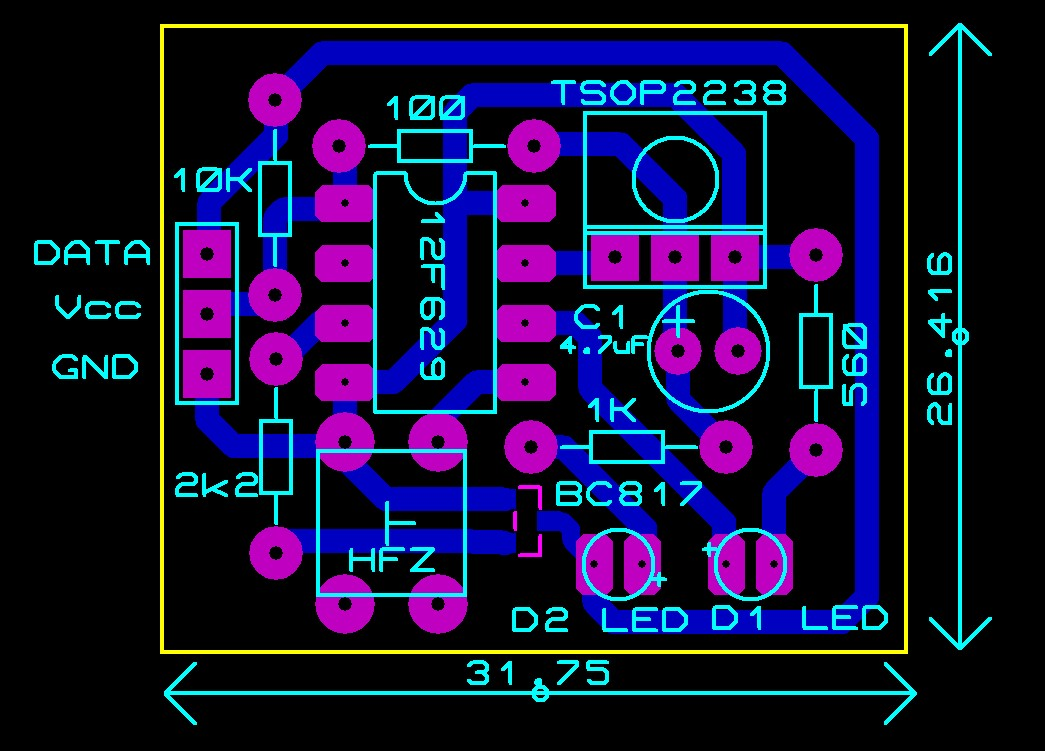 TSOP2238
100
10K
DATA
12F629
Vcc
C1
4.7uF
26.416
GND
560
1K
2k2
BC817
T
HFZ
D2 LED
D1 LED
31.75